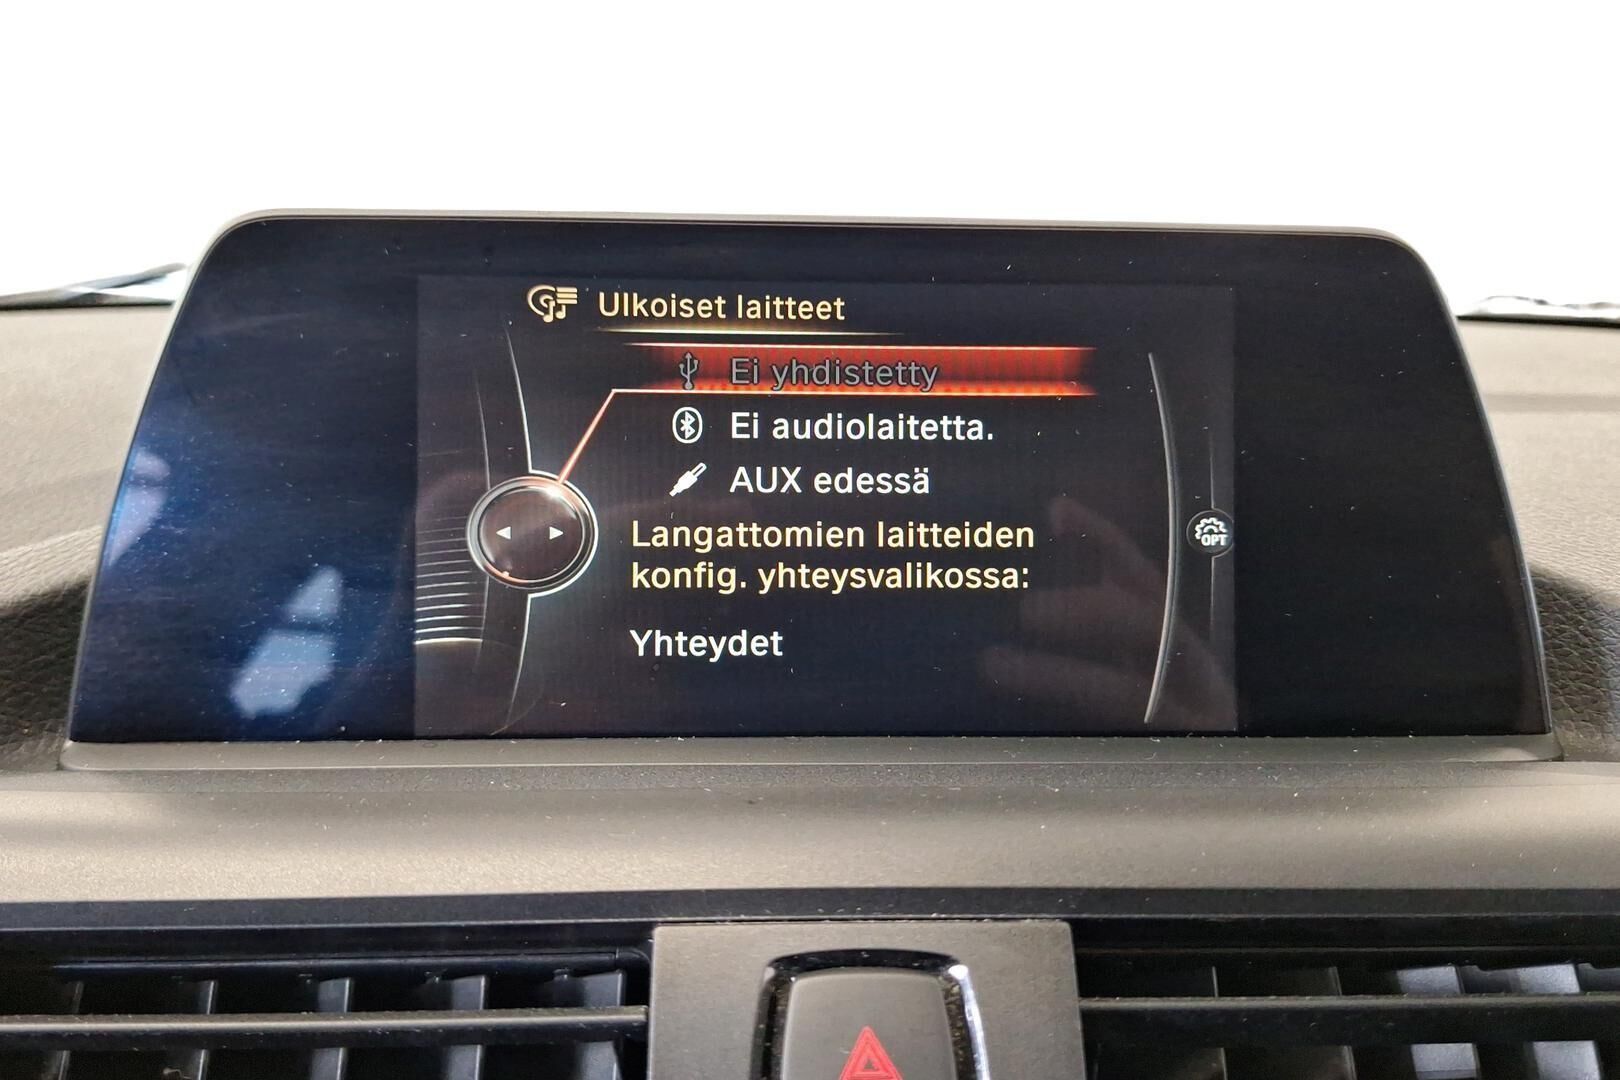 Ulkoiset laitteet
Ei yhdistetty
Ei audiolaitetta.
AUX edessä
Langattomien laitteiden
konfig. yhteysvalikossa:
OPT
Yhteydet